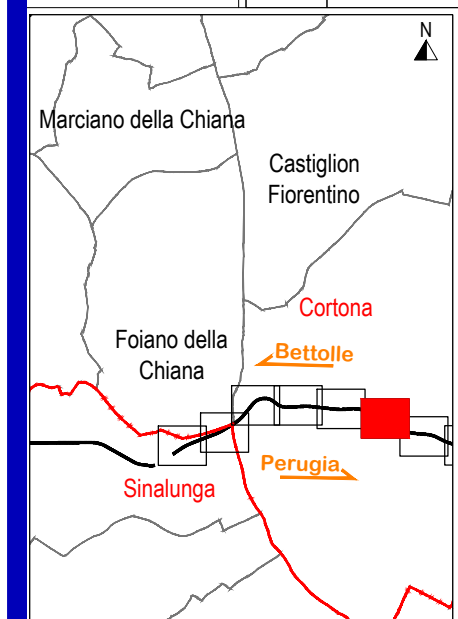 N
Marciano della Chiana
Castiglion
Fiorentino
Cortona
Foiano della
Chiana
Bettolle
Perugia
Sinalunga